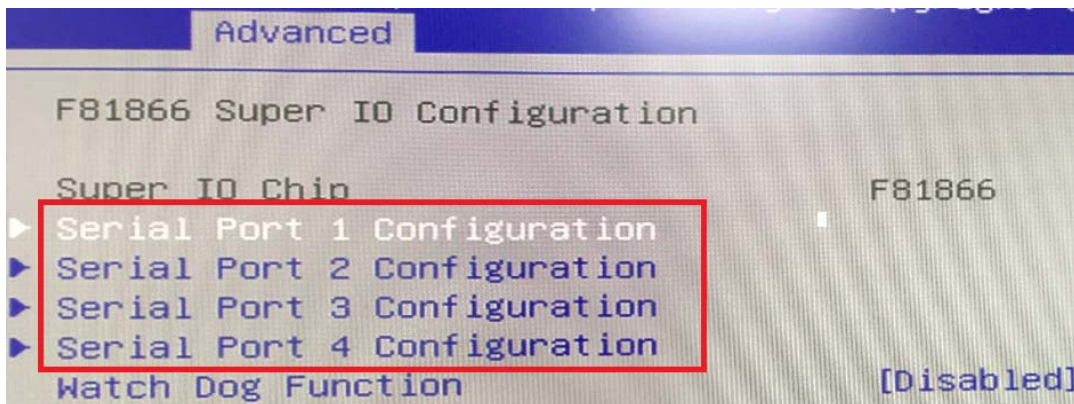 Advanced
F81866 Super IO Configuration
Super IO Chip F81866
Serial Port 1 Configuration
Serial Port 2 Configuration
Serial Port 3 Configuration
Serial Port 4 Configuration
Watch Dog Function [Disabled]